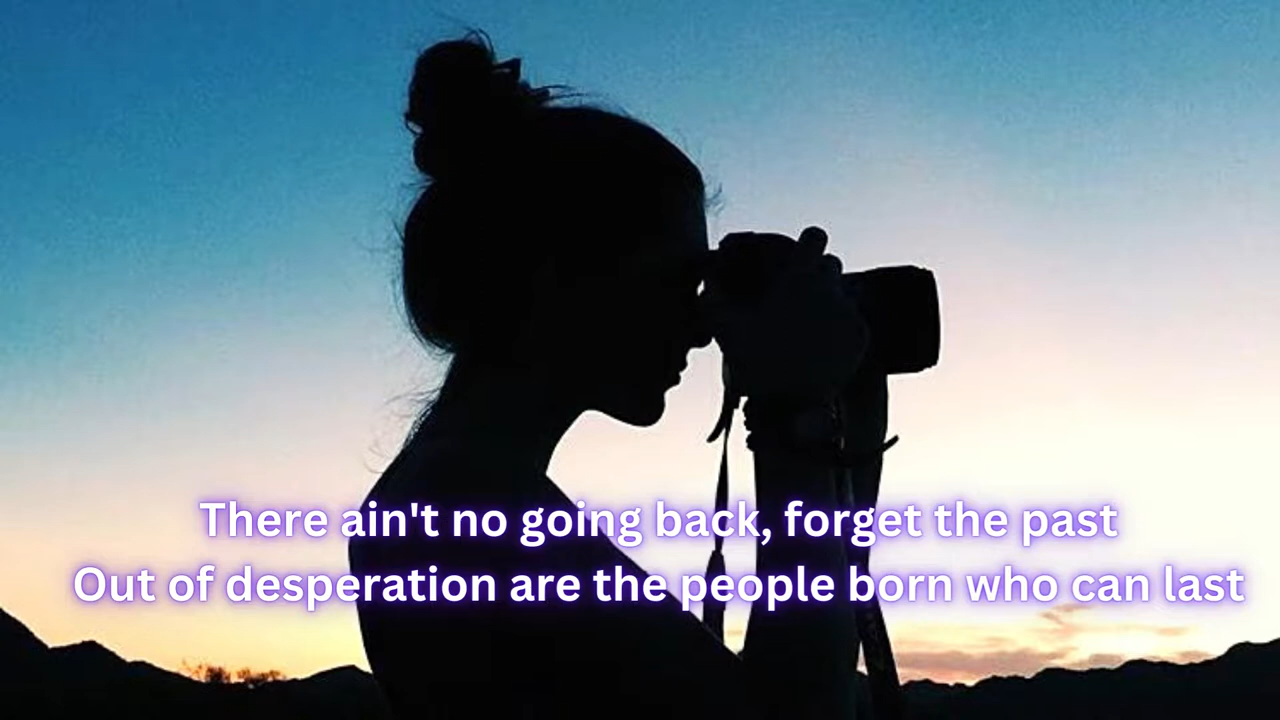 There ain't no going back, forget the past
Out of desperation are the people born who can last